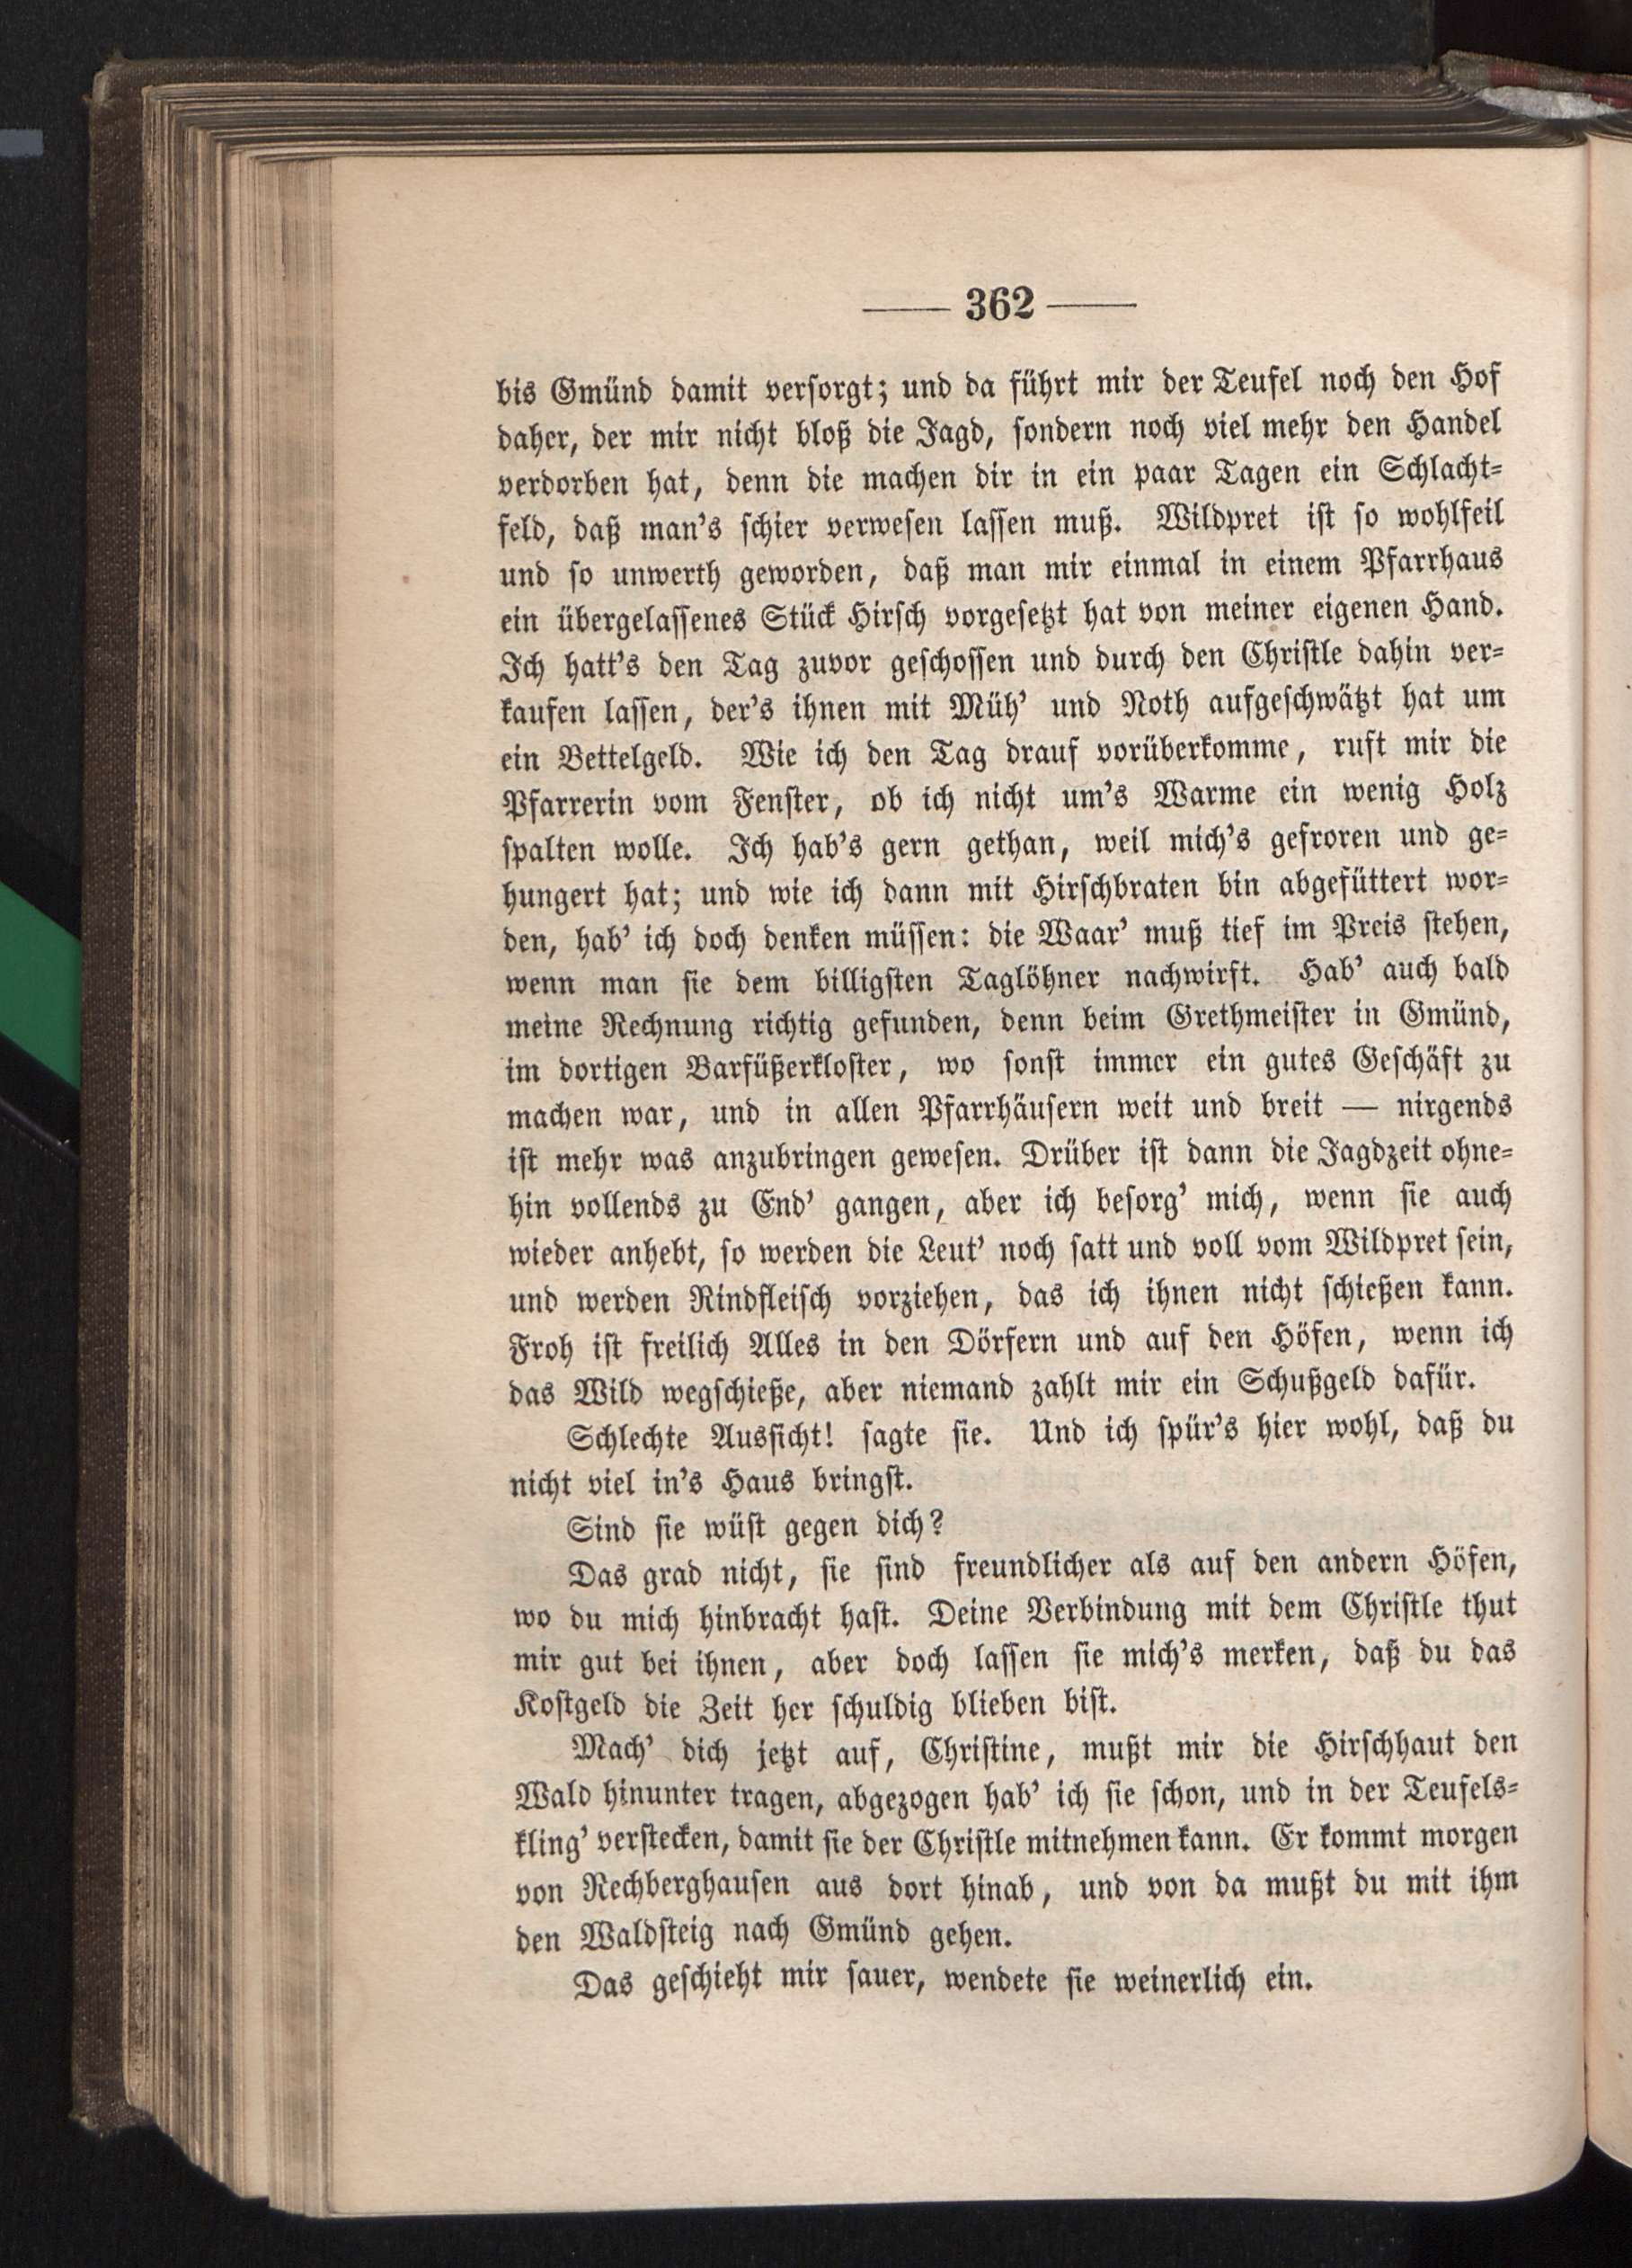 — 362 —
bis Gmünd damit versorgt; und da führt mir der Teufel noch den Hof
daher, der mir nicht bloß die Jagd, sondern noch viel mehr den Handel
verdorben hat, denn die machen dir in ein paar Tagen ein Schlacht-
feld, daß man's schier verwesen lassen muß. Wildpret ist so wohlfeil
und so unwerth geworden, daß man mir einmal in einem Pfarrhaus
ein übergelassenes Stück Hirsch vorgesetzt hat von meiner eigenen Hand.
Ich hatt's den Tag zuvor geschossen und durch den Christle dahin ver-
kaufen lassen, der's ihnen mit Müh' und Noth aufgeschwätzt hat um
ein Bettelgeld. Wie ich den Tag drauf vorüberkomme, ruft mir die
Pfarrerin vom Fenster, ob ich nicht um's Warme ein wenig Holz
spalten wolle. Ich hab's gern gethan, weil mich's gefroren und ge-
hungert hat; und wie ich dann mit Hirschbraten bin abgefüttert wor-
den, hab' ich doch denken müssen: die Waar' muß tief im Preis stehen,
wenn man sie dem billigsten Taglöhner nachwirft. Hab' auch bald
meine Rechnung richtig gefunden, denn beim Grethmeister in Gmünd,
im dortigen Barfüßerkloster, wo sonst immer ein gutes Geschäft zu
machen war, und in allen Pfarrhäusern weit und breit — nirgends
ist mehr was anzubringen gewesen. Drüber ist dann die Jagdzeit ohne-
hin vollends zu End' gangen, aber ich besorg' mich, wenn sie auch
wieder anhebt, so werden die Leut' noch satt und voll vom Wildpret sein,
und werden Rindfleisch vorziehen, das ich ihnen nicht schießen kann.
Froh ist freilich Alles in den Dörfern und auf den Höfen, wenn ich
das Wild wegschieße, aber niemand zahlt mir ein Schußgeld dafür.
Schlechte Aussicht! sagte sie. Und ich spür's hier wohl, daß du
nicht viel in's Haus bringst.
Sind sie wüst gegen dich?
Das grad nicht, sie sind freundlicher als auf den andern Höfen,
wo du mich hinbracht hast. Deine Verbindung mit dem Christle thut
mir gut bei ihnen, aber doch lassen sie mich's merken, daß du das
Kostgeld die Zeit her schuldig blieben bist.
Mach' dich jetzt auf, Christine, mußt mir die Hirschhaut den
Wald hinunter tragen, abgezogen hab' ich sie schon, und in der Teufels-
kling' verstecken, damit sie der Christle mitnehmen kann. Er kommt morgen
von Rechberghausen aus dort hinab, und von da mußt du mit ihm
den Waldsteig nach Gmünd gehen.
Das geschieht mir sauer, wendete sie weinerlich ein.